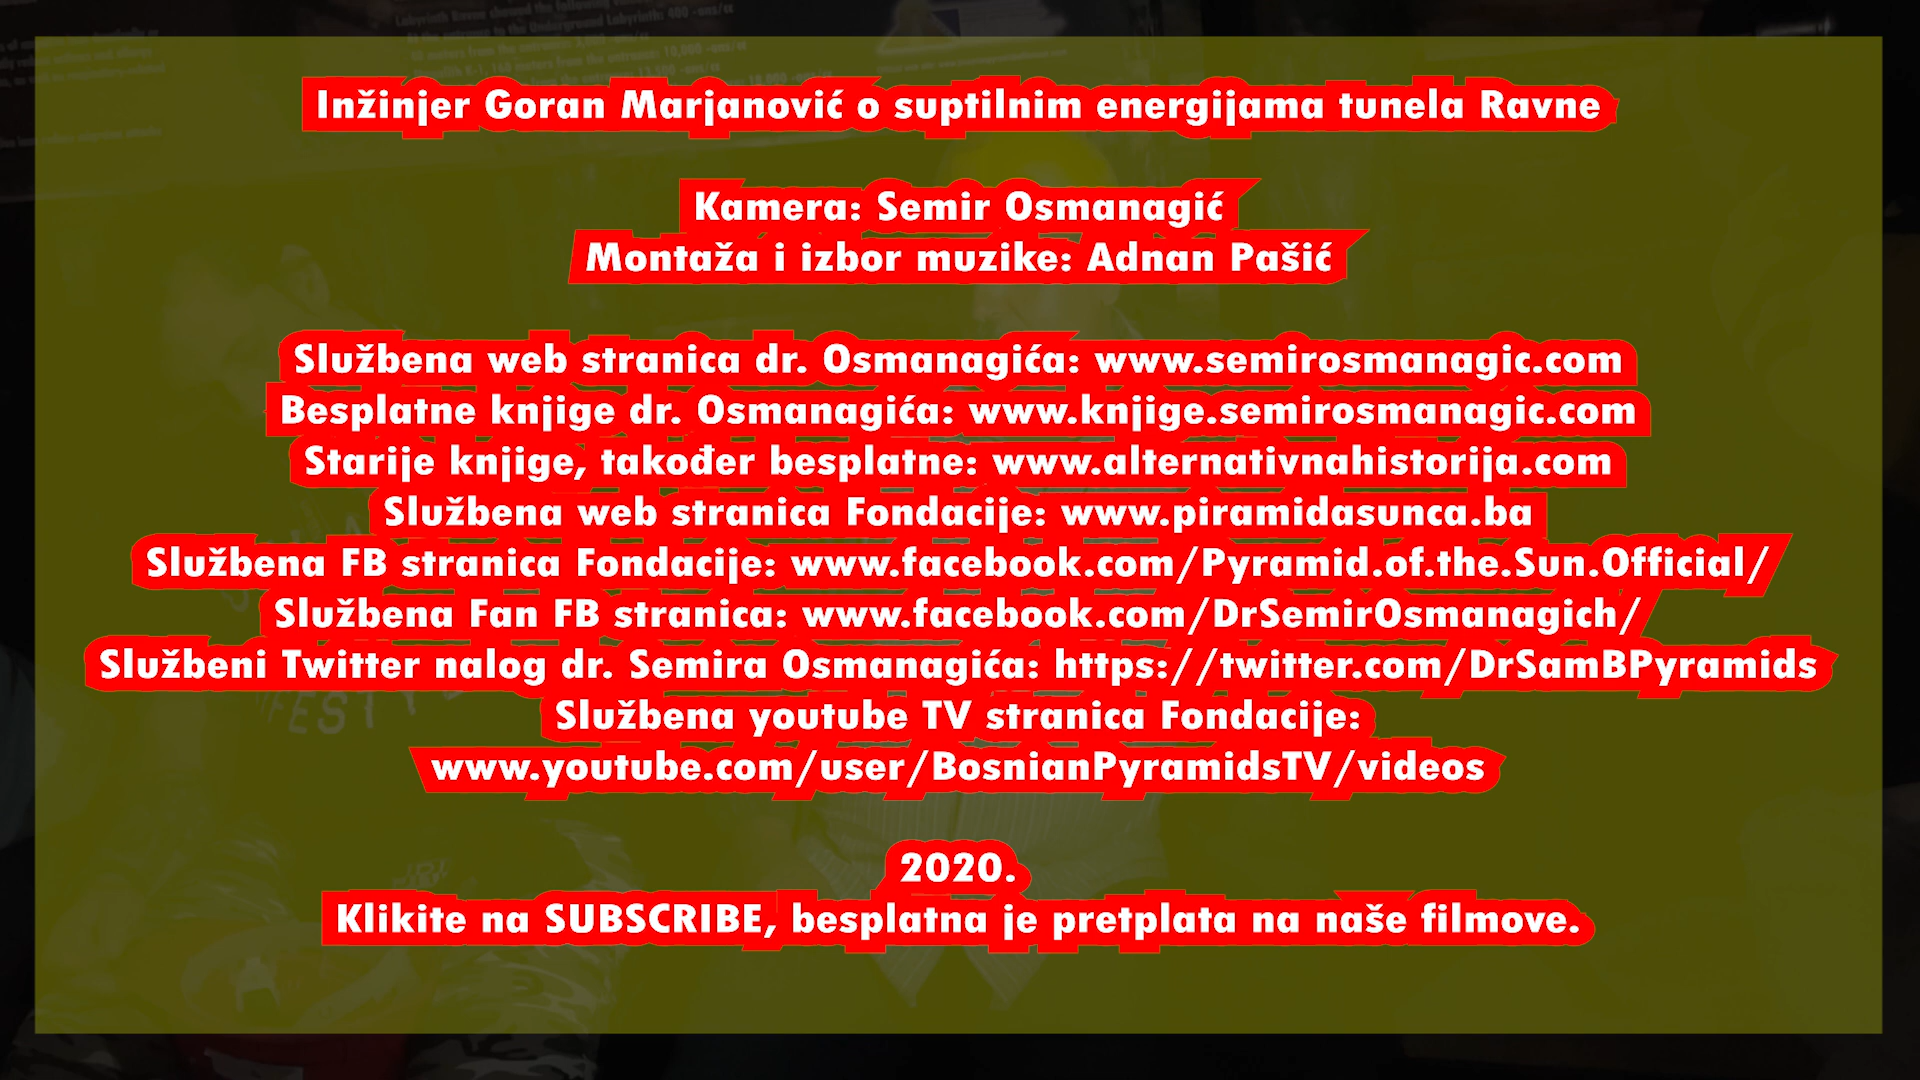 Inžinjer Goran Marjanović o suptilnim energijama tunela Ravne
Kamera: Semir Osmanagić
Montaža i izbor muzike: Adnan Pašić
Službena web stranica dr. Osmanagića: www.semirosmanagic.com
Besplatne knjige dr. Osmanagića: www.knjige.semirosmanagic.com
Starije knjige, također besplatne: www.alternativnahistorija.com
Službena web stranica Fondacije: www.piramidasunca.ba
Službena FB stranica Fondacije: www.facebook.com/Pyramid.of.the.Sun.Official/
Službena Fan FB stranica: www.facebook.com/DrSemirOsmanagich/
Službeni Twitter nalog dr. Semira Osmanagića: https://twitter.com/DrSamBPyramids
Službena youtube TV stranica Fondacije:
www.youtube.com/user/BosnianPyramidsTV/videos
2020.
Klikite na SUBSCRIBE, besplatna je pretplata na naše filmove.